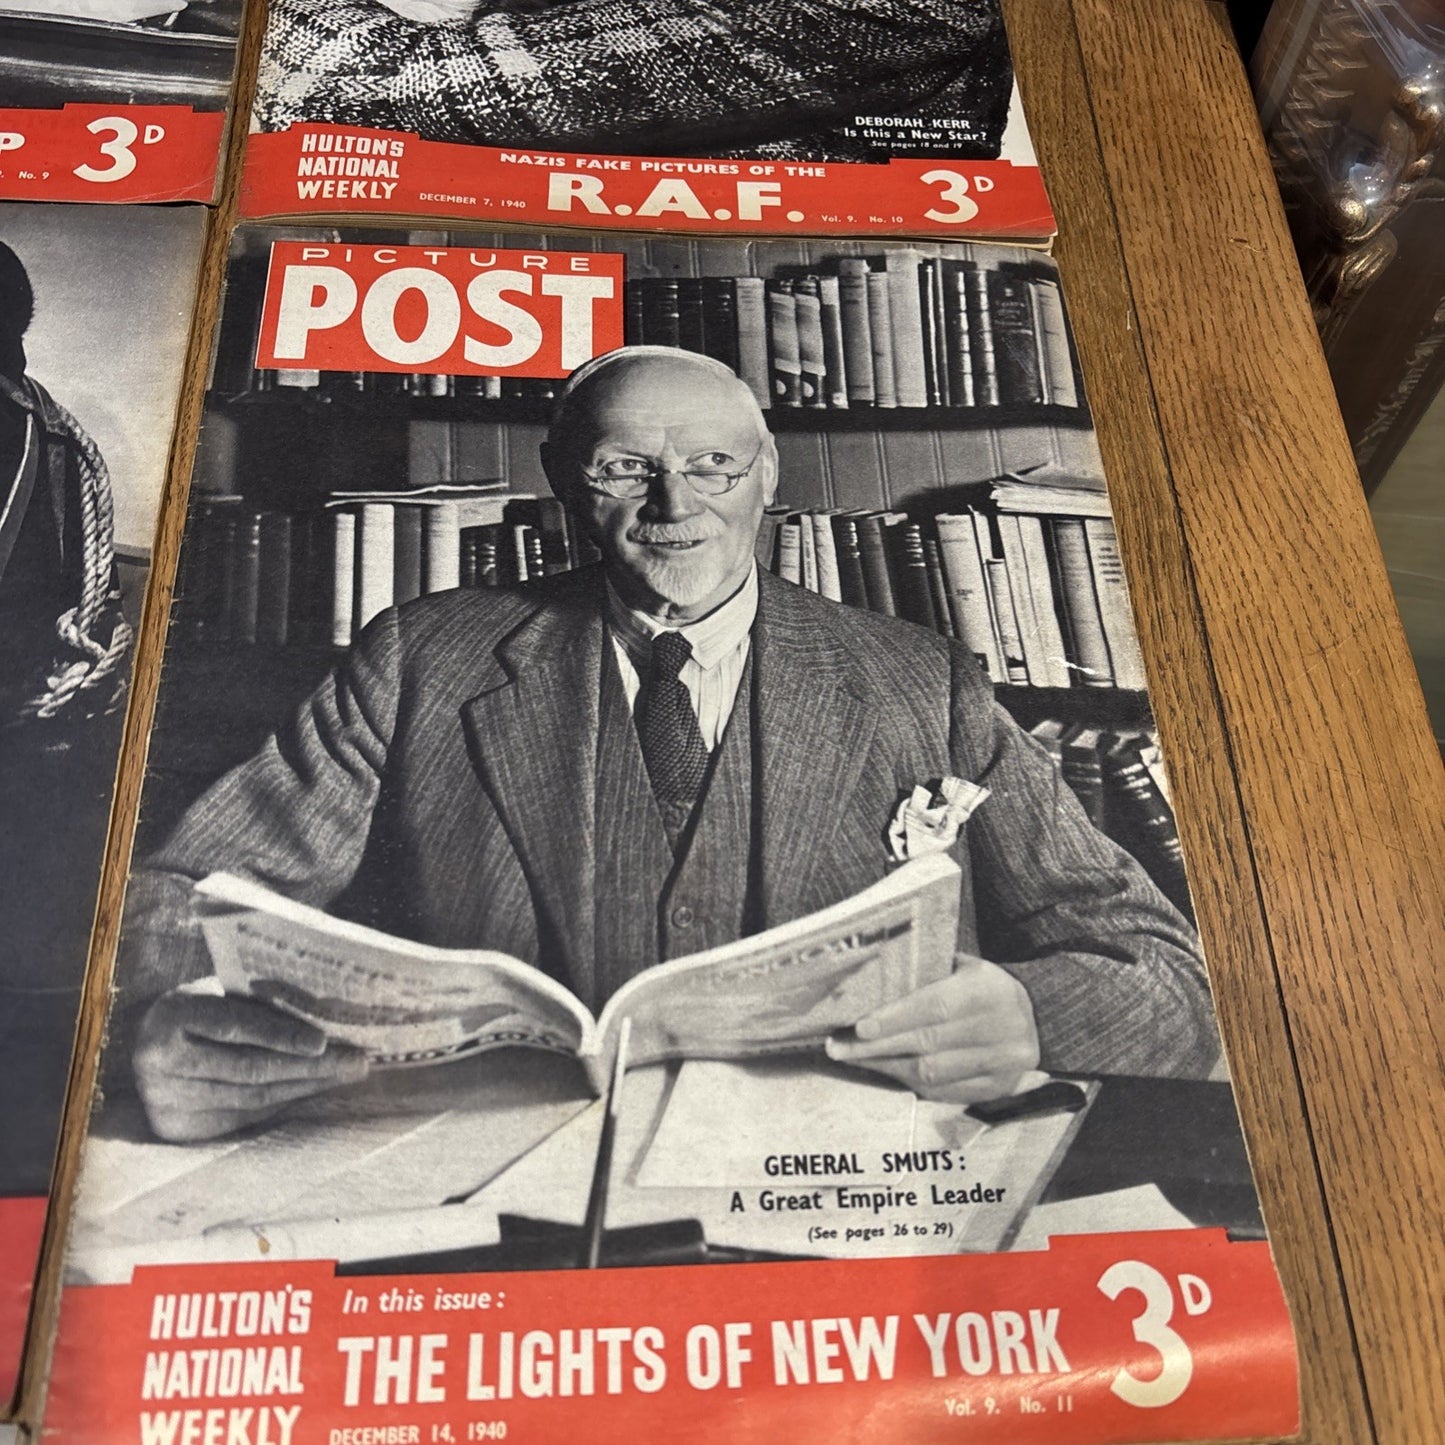 P 3D
No. 9
DEBORAH KERR
Is this a New Star?
See pages 18 and 19
HULTON'S
NATIONAL
WEEKLY
NAZIS FAKE PICTURES OF THE
R.A.F.
DECEMBER 7, 1940
Vol. 9. No. 10
3D
PICTURE
POST
GENERAL SMUTS:
A Great Empire Leader
(See pages 26 to 29)
HULTON'S
NATIONAL
WEEKLY
In this issue:
THE LIGHTS OF NEW YORK
DECEMBER 14, 1940
Vol. 9. No. 11
3D